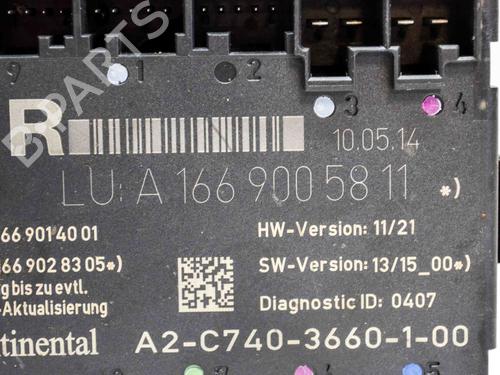 9 1 2
3 4
R 10.05.14
LU: A 166 900 58 11 *)
66 901 40 01 HW-Version: 11/21
166 902 83 05*) SW-Version: 13/15_00*)
g bis zu evtl.
-Aktualisierung Diagnostic ID: 0407
tinental A2-C740-3660-1-00
B-PARTS